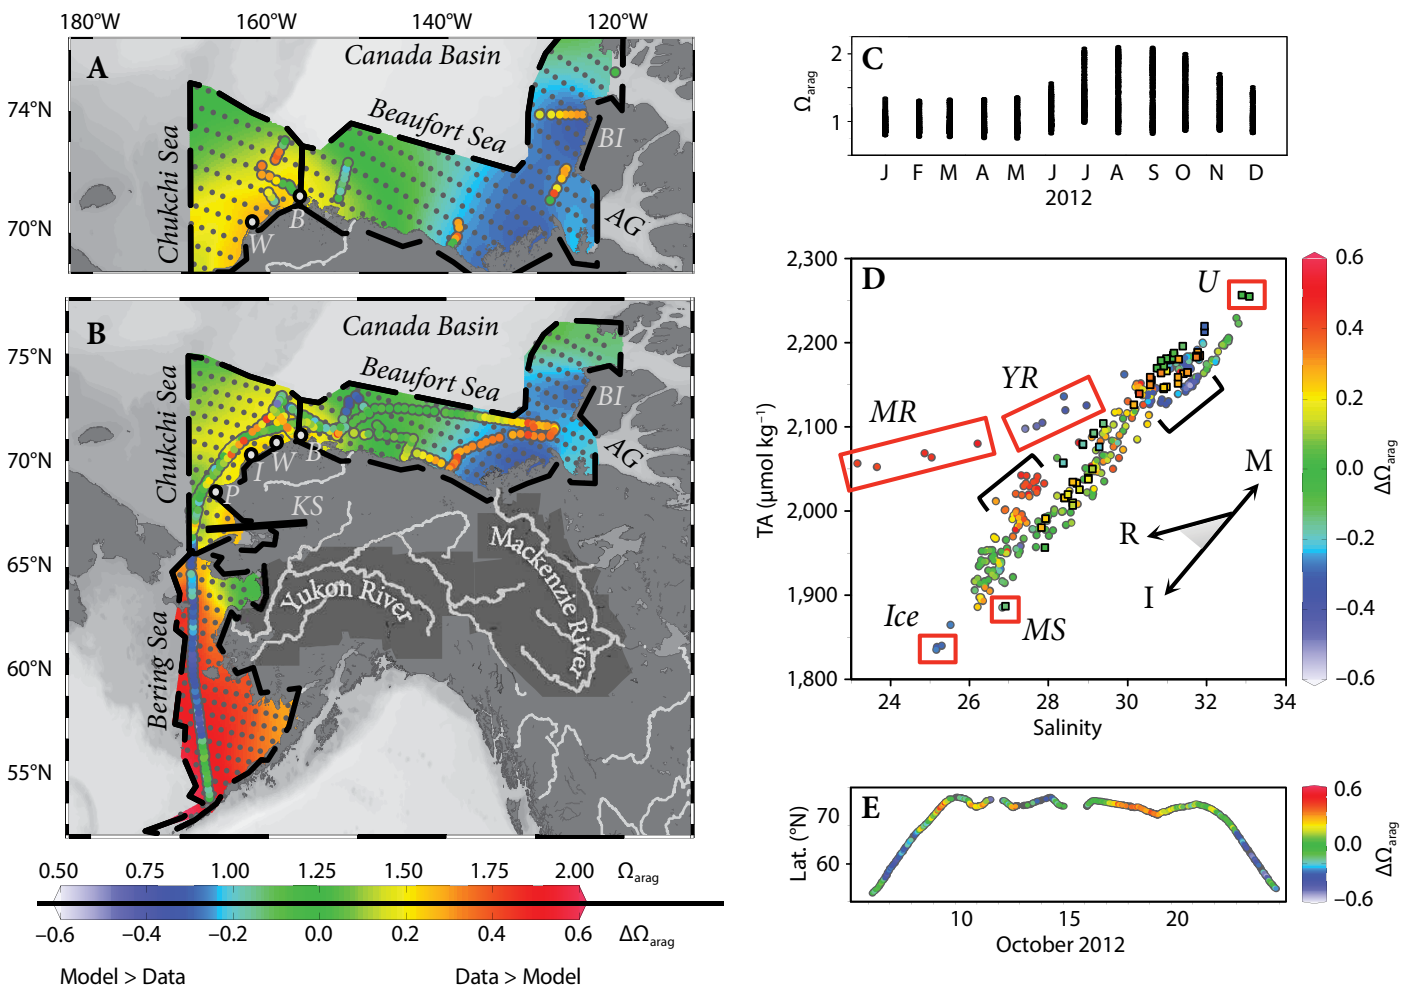 180°W 160°W 140°W 120°W
A
Canada Basin
74°N
Beaufort Sea
BI
Chukchi Sea
70°N
W
B
AG
B
Canada Basin
75°N
Beaufort Sea
BI
Chukchi Sea
70°N
W
B
AG
I
P
KS
65°N
Mackenzie River
Yukon River
Bering Sea
60°N
55°N
0.50 0.75 1.00 1.25 1.50 1.75 2.00 Ωarag
−0.6 −0.4 −0.2 0.0 0.2 0.4 0.6 ΔΩarag
Model > Data Data > Model
C
2
1
Ωarag
J F M A M J J A S O N D
2012
D
2,300
2,200
2,100
2,000
1,900
1,800
TA (μmol kg−1)
U
YR
MR
M
R
I
Ice
MS
24 26 28 30 32 34
Salinity
0.6
0.4
0.2
0.0
−0.2
−0.4
−0.6
ΔΩarag
E
70
60
Lat. (°N)
10 15 20
October 2012
0.6
0.0
−0.6
ΔΩarag